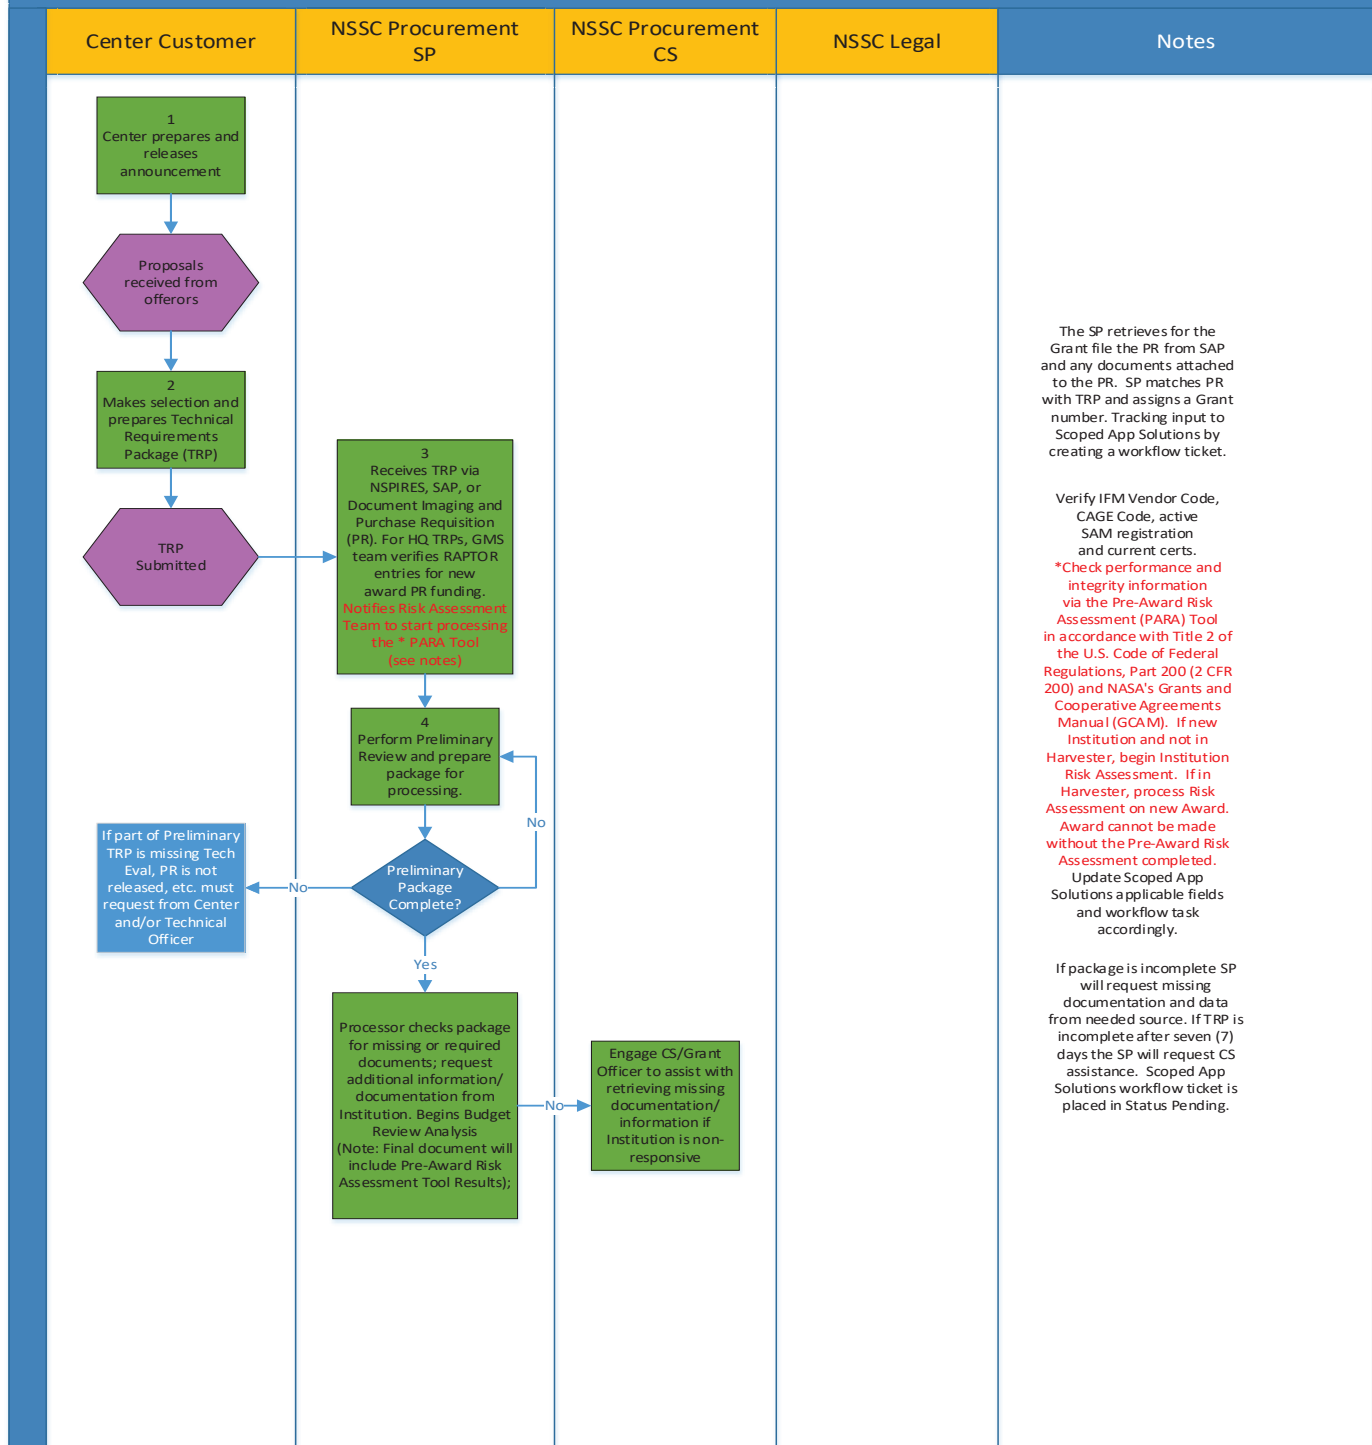 Center Customer
NSSC Procurement
SP
NSSC Procurement
CS
NSSC Legal
Notes
1
Center prepares and
releases
announcement
Proposals
received from
offerors
2
Makes selection and
prepares Technical
Requirements
Package (TRP)
TRP
Submitted
3
Receives TRP via
NSPIRES, SAP, or
Document Imaging and
Purchase Requisition
(PR). For HQ TRPs, GMS
team verifies RAPTOR
entries for new
award PR funding.
Notifies Risk Assessment
Team to start processing
the * PARA Tool
(see notes)
4
Perform Preliminary
Review and prepare
package for
processing.
No
Preliminary
Package
Complete?
No
If part of Preliminary
TRP is missing Tech
Eval, PR is not
released, etc. must
request from Center
and/or Technical
Officer
Yes
Processor checks package
for missing or required
documents; request
additional information/
documentation from
Institution. Begins Budget
Review Analysis
(Note: Final document will
include Pre-Award Risk
Assessment Tool Results);
No
Engage CS/Grant
Officer to assist with
retrieving missing
documentation/
information if
Institution is non-
responsive
The SP retrieves for the
Grant file the PR from SAP
and any documents attached
to the PR. SP matches PR
with TRP and assigns a Grant
number. Tracking input to
Scoped App Solutions by
creating a workflow ticket.
Verify IFM Vendor Code,
CAGE Code, active
SAM registration
and current certs.
*Check performance and
integrity information
via the Pre-Award Risk
Assessment (PARA) Tool
in accordance with Title 2 of
the U.S. Code of Federal
Regulations, Part 200 (2 CFR
200) and NASA's Grants and
Cooperative Agreements
Manual (GCAM). If new
Institution and not in
Harvester, begin Institution
Risk Assessment. If in
Harvester, process Risk
Assessment on new Award.
Award cannot be made
without the Pre-Award Risk
Assessment completed.
Update Scoped App
Solutions applicable fields
and workflow task
accordingly.
If package is incomplete SP
will request missing
documentation and data
from needed source. If TRP is
incomplete after seven (7)
days the SP will request CS
assistance. Scoped App
Solutions workflow ticket is
placed in Status Pending.